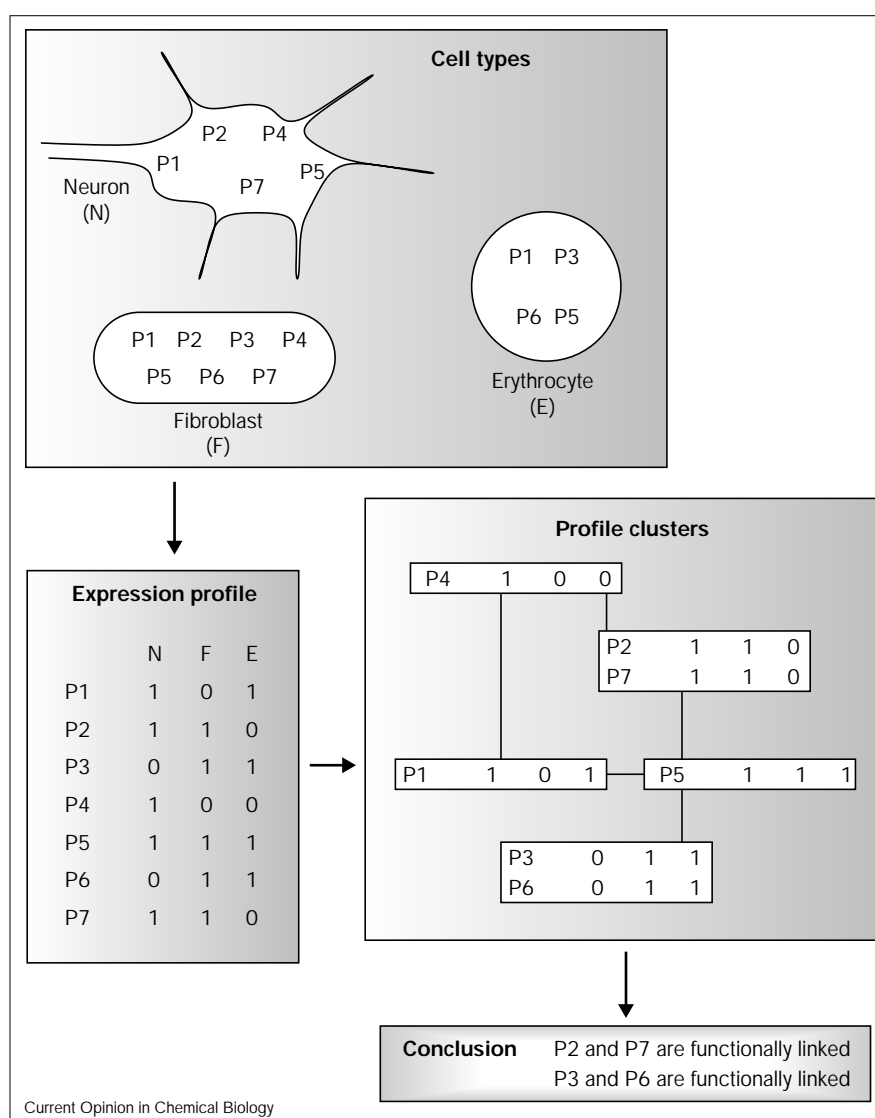 Cell types
P2 P4
P1 P5
P7
Neuron
(N)
P1 P3
P6 P5
Erythrocyte
(E)
P1 P2 P3 P4
P5 P6 P7
Fibroblast
(F)
Expression profile
N F E
P1 1 0 1
P2 1 1 0
P3 0 1 1
P4 1 0 0
P5 1 1 1
P6 0 1 1
P7 1 1 0
Profile clusters
P4 1 0 0
P2 1 1 0
P7 1 1 0
P1 1 0 1
P5 1 1 1
P3 0 1 1
P6 0 1 1
Conclusion P2 and P7 are functionally linked
P3 and P6 are functionally linked
Current Opinion in Chemical Biology